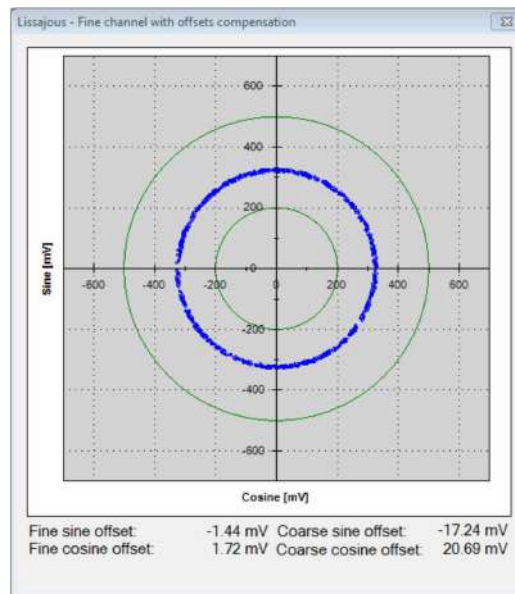 Lissajous - Fine channel with offsets compensation
600
400
200
-600 -400 -200 0 200 400 600
-200
-400
-600
Sine [mV]
Cosine [mV]
Fine sine offset: -1.44 mV Coarse sine offset: -17.24 mV
Fine cosine offset: 1.72 mV Coarse cosine offset: 20.69 mV